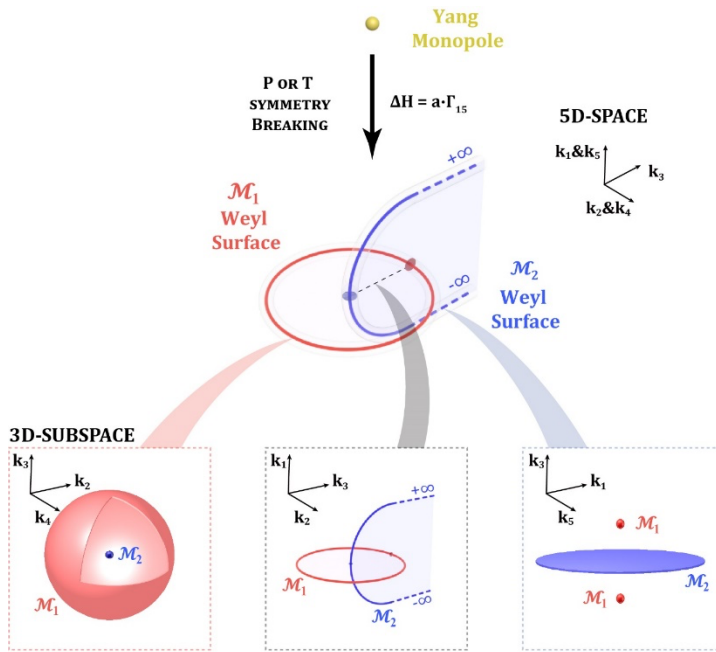 Yang
Monopole
P OR T
SYMMETRY
BREAKING
ΔH = a·Γ₁₅
5D-SPACE
k₁&k₅
k₃
k₂&k₄
+∞
ℳ₁
Weyl
Surface
-∞
ℳ₂
Weyl
Surface
3D-SUBSPACE
k₃
k₂
k₄
ℳ₂
ℳ₁
k₁
k₃
k₂
+∞
ℳ₁
-∞
ℳ₂
k₃
k₁
k₅
ℳ₁
ℳ₂
ℳ₁